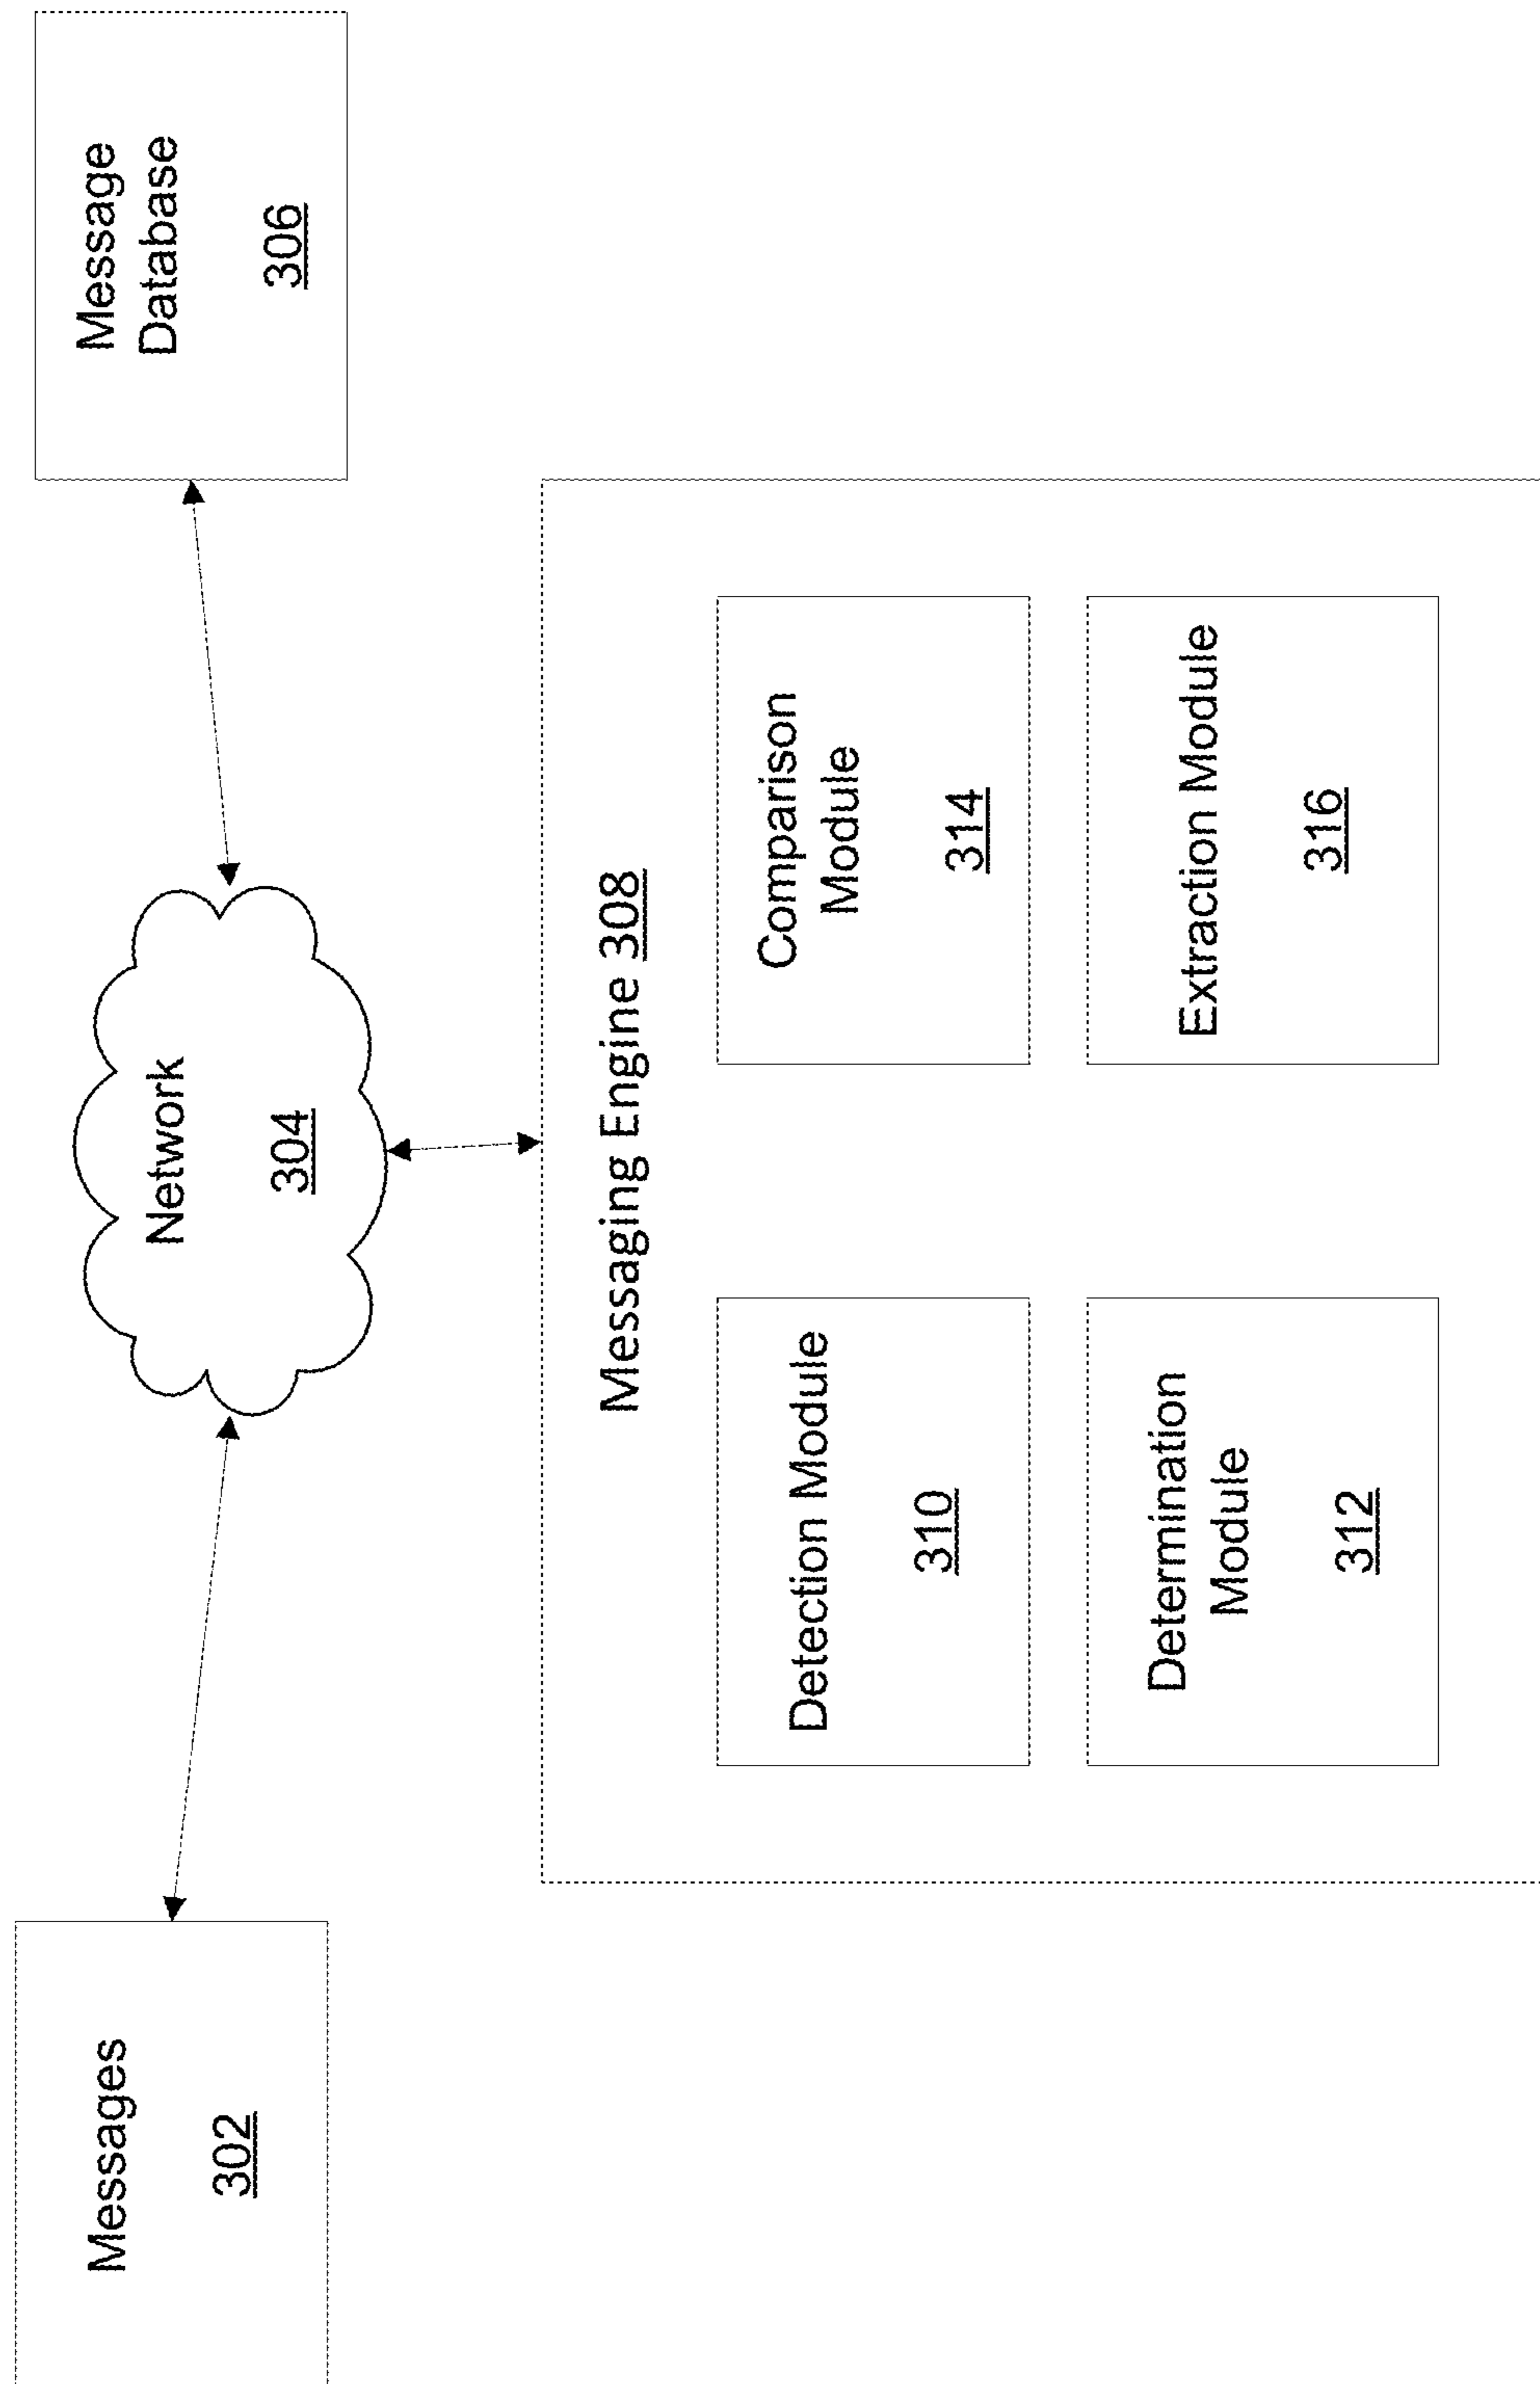 Messages
302
Network
304
Message
Database
306
Messaging Engine 308
Detection Module
310
Comparison
Module
314
Determination
Module
312
Extraction Module
316